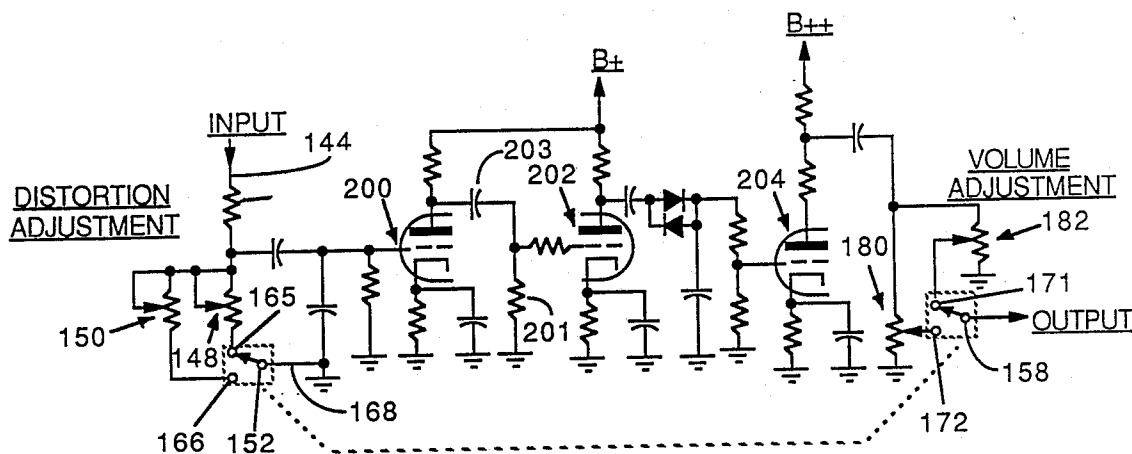 B++
B+
INPUT
144
203
202
200
204
DISTORTION
ADJUSTMENT
VOLUME
ADJUSTMENT
182
180
165
171
150
148
201
OUTPUT
158
168
172
166
152